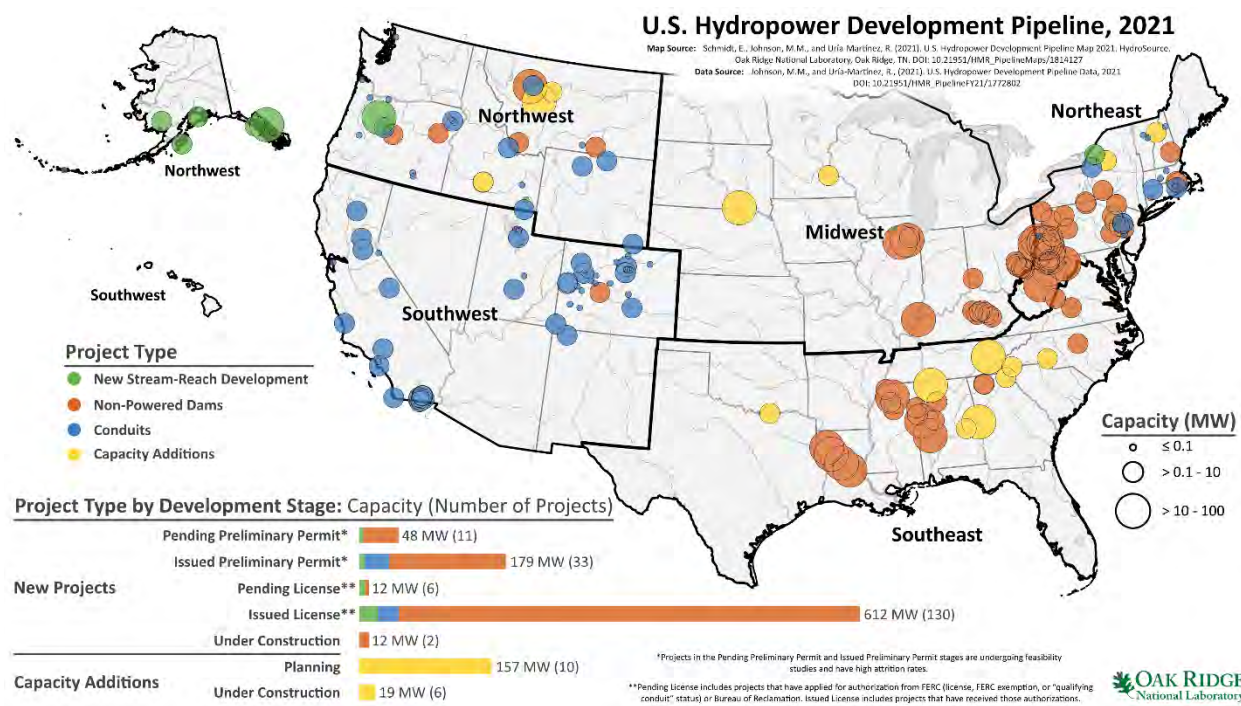 U.S. Hydropower Development Pipeline, 2021
Map Source: Schmidt, E., Johnson, M.M., and Uría-Martínez, R. (2021). U.S. Hydropower Development Pipeline Map 2021. HydroSource.
Oak Ridge National Laboratory, Oak Ridge, TN. DOI: 10.21951/HMR_PipelineMaps/1814127
Data Source: Johnson, M.M., and Uría-Martínez, R., (2021). U.S. Hydropower Development Pipeline Data, 2021
DOI: 10.21951/HMR_PipelineFY21/1772802
Northeast
Northwest
Northwest
Midwest
Southwest
Southwest
Southeast
Project Type
New Stream-Reach Development
Non-Powered Dams
Conduits
Capacity Additions
Capacity (MW)
≤ 0.1
> 0.1 - 10
> 10 - 100
Project Type by Development Stage: Capacity (Number of Projects)
New Projects
Pending Preliminary Permit* 48 MW (11)
Issued Preliminary Permit* 179 MW (33)
Pending License** 12 MW (6)
Issued License** 612 MW (130)
Under Construction 12 MW (2)
Capacity Additions
Planning 157 MW (10)
Under Construction 19 MW (6)
*Projects in the Pending Preliminary Permit and Issued Preliminary Permit stages are undergoing feasibility
studies and have high attrition rates.
**Pending License includes projects that have applied for authorization from FERC (license, FERC exemption, or "qualifying
conduit" status) or Bureau of Reclamation. Issued License includes projects that have received those authorizations.
OAK RIDGE
National Laboratory